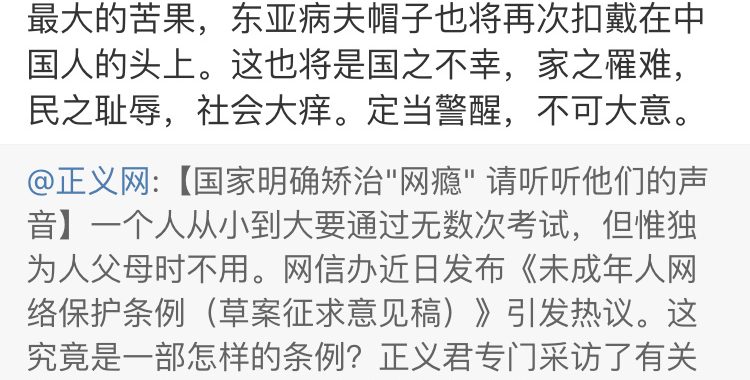 最大的苦果，东亚病夫帽子也将再次扣戴在中
国人的头上。这也将是国之不幸，家之罹难，
民之耻辱，社会大痒。定当警醒，不可大意。
@正义网:【国家明确矫治"网瘾" 请听听他们的声
音】一个人从小到大要通过无数次考试，但惟独
为人父母时不用。网信办近日发布《未成年人网
络保护条例（草案征求意见稿）》引发热议。这
究竟是一部怎样的条例？正义君专门采访了有关